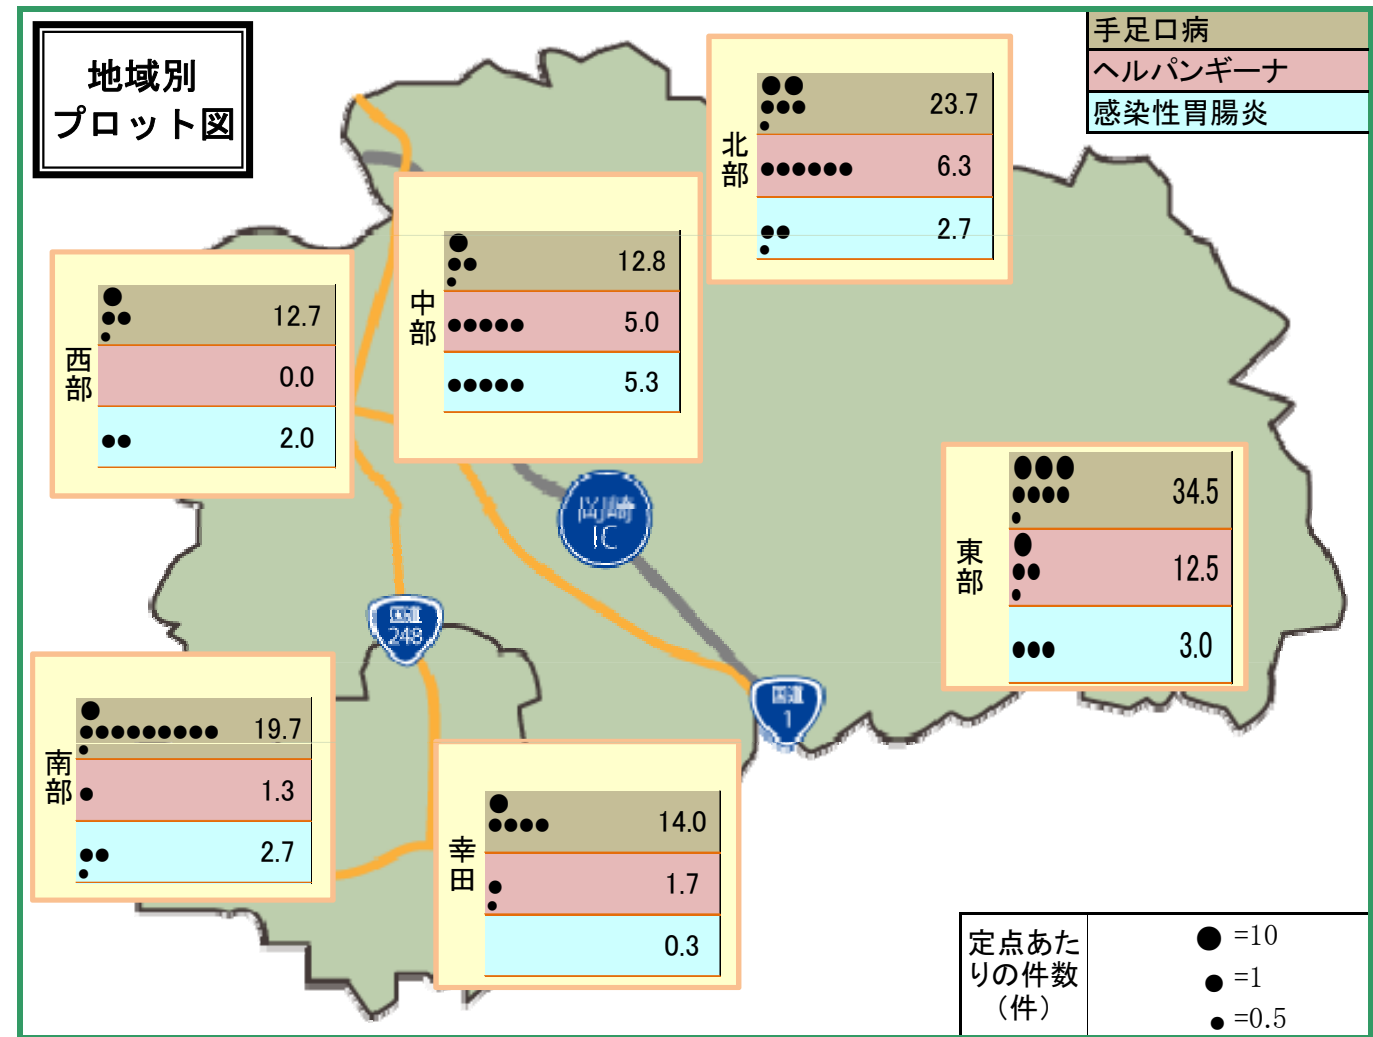 地域別
プロット図
手足口病
ヘルパンギーナ
感染性胃腸炎
北部
23.7
6.3
2.7
中部
12.8
5.0
5.3
西部
12.7
0.0
2.0
東部
34.5
12.5
3.0
岡崎
IC
国道
248
国道
1
南部
19.7
1.3
2.7
幸田
14.0
1.7
0.3
定点あた
りの件数
（件）
●=10
●=1
●=0.5